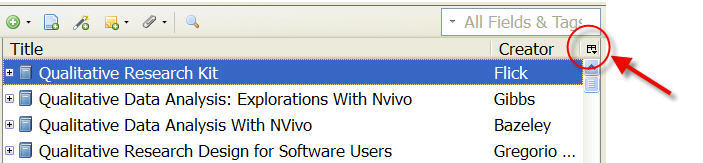 All Fields & Tags
Title Creator
Qualitative Research Kit Flick
Qualitative Data Analysis: Explorations With Nvivo Gibbs
Qualitative Data Analysis With NVivo Bazeley
Qualitative Research Design for Software Users Gregorio ...